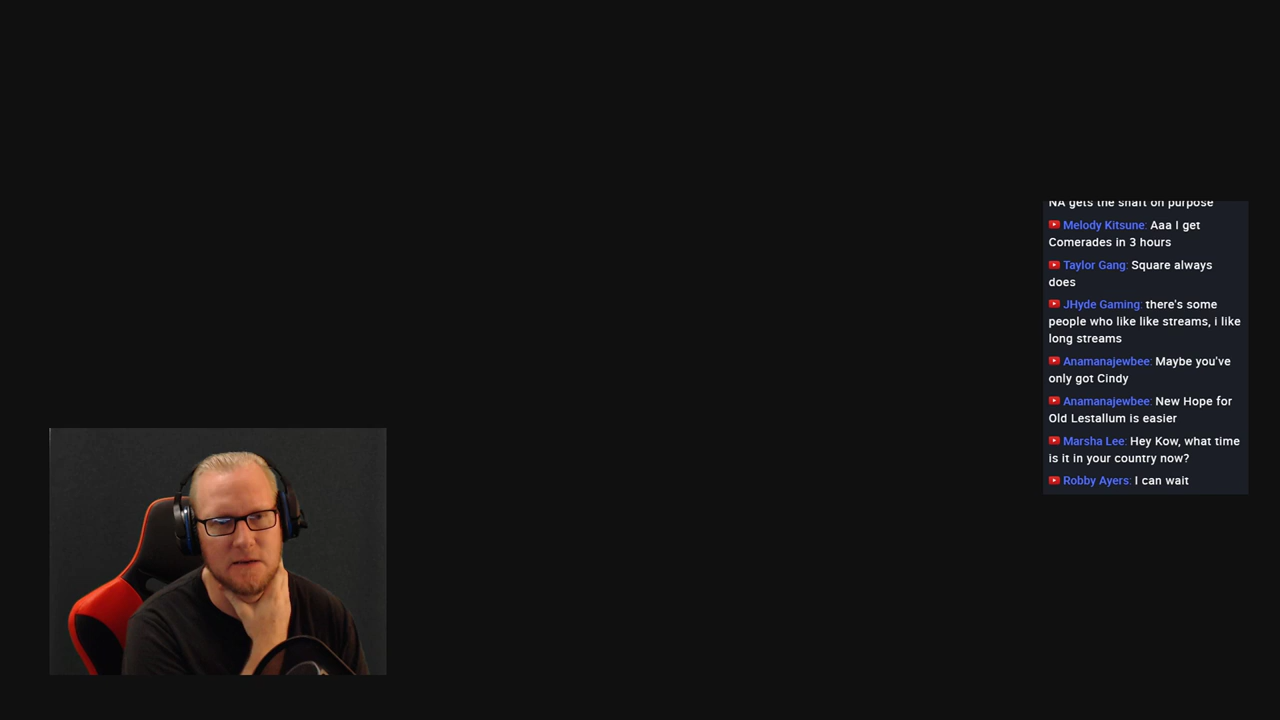 NA gets the shaft on purpose
Melody Kitsune: Aaa I get
Comerades in 3 hours
Taylor Gang: Square always
does
JHyde Gaming: there's some
people who like like streams, i like
long streams
Anamanajewbee: Maybe you've
only got Cindy
Anamanajewbee: New Hope for
Old Lestallum is easier
Marsha Lee: Hey Kow, what time
is it in your country now?
Robby Ayers: I can wait